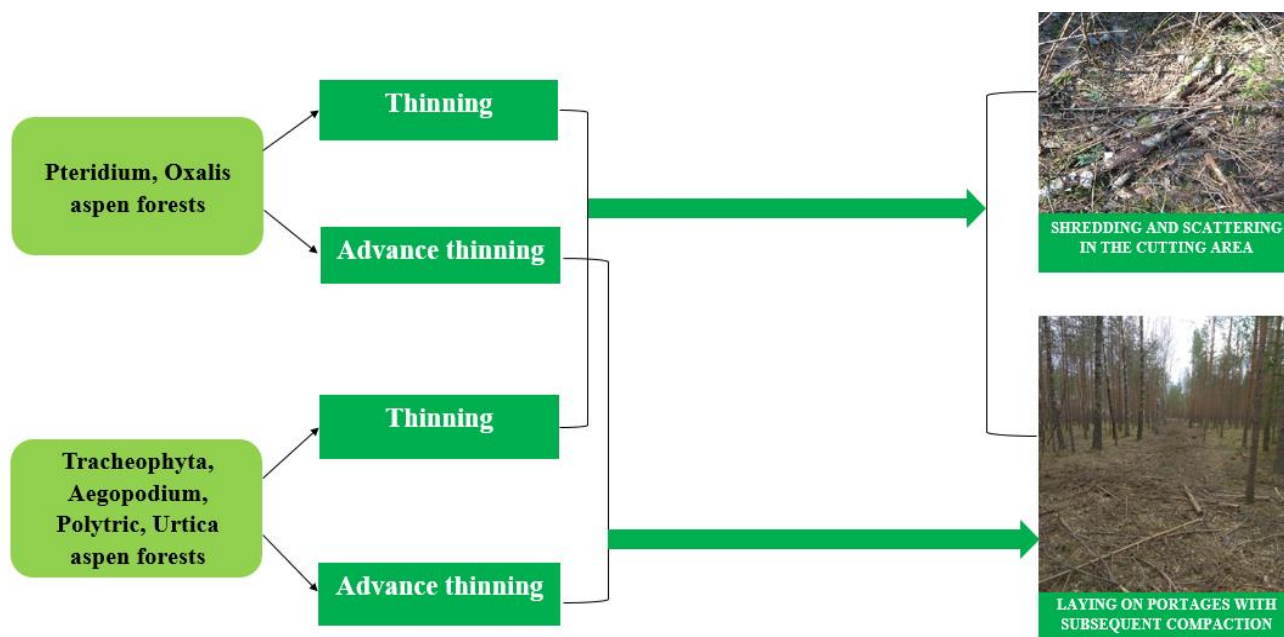 Pteridium, Oxalis
aspen forests
Thinning
Advance thinning
SHREDDING AND SCATTERING
IN THE CUTTING AREA
Tracheophyta,
Aegopodium,
Polytric, Urtica
aspen forests
Thinning
Advance thinning
LAYING ON PORTAGES WITH
SUBSEQUENT COMPACTION